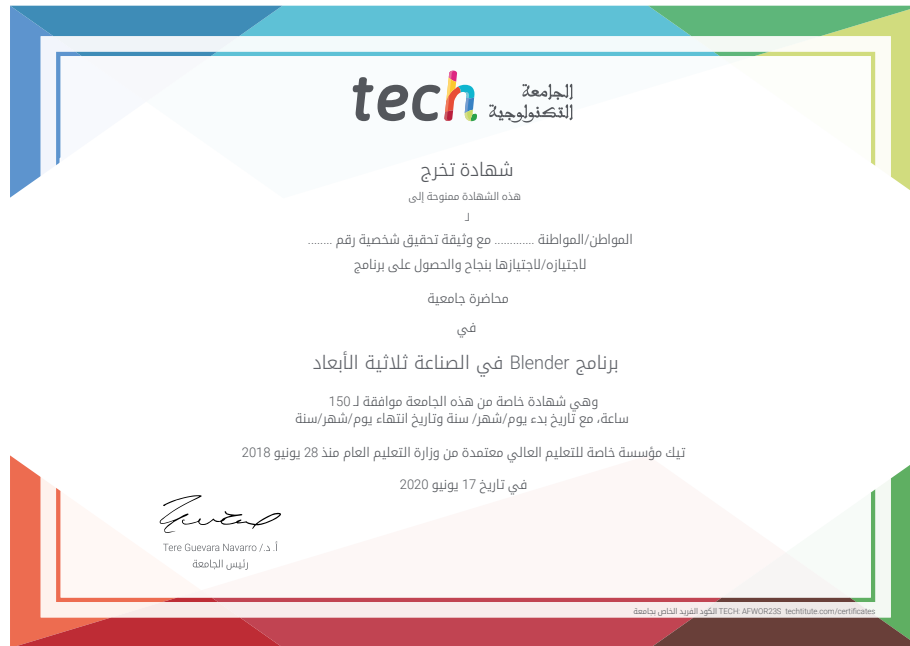 tech الجامعة
التكنولوجية
شهادة تخرج
هذه الشهادة ممنوحة إلى
لـ
المواطن/المواطنة ............ مع وثيقة تحقيق شخصية رقم ........
لاجتيازه/لاجتيازها بنجاح والحصول على برنامج
محاضرة جامعية
في
برنامج Blender في الصناعة ثلاثية الأبعاد
وهي شهادة خاصة من هذه الجامعة موافقة لـ 150
ساعة، مع تاريخ بدء يوم/شهر/ سنة وتاريخ انتهاء يوم/شهر/سنة
تيك مؤسسة خاصة للتعليم العالي معتمدة من وزارة التعليم العام منذ 28 يونيو 2018
في تاريخ 17 يونيو 2020
أ. د./ Tere Guevara Navarro
رئيس الجامعة
الكود الفريد الخاص بجامعة TECH: AFWOR23S techtitute.com/certificates